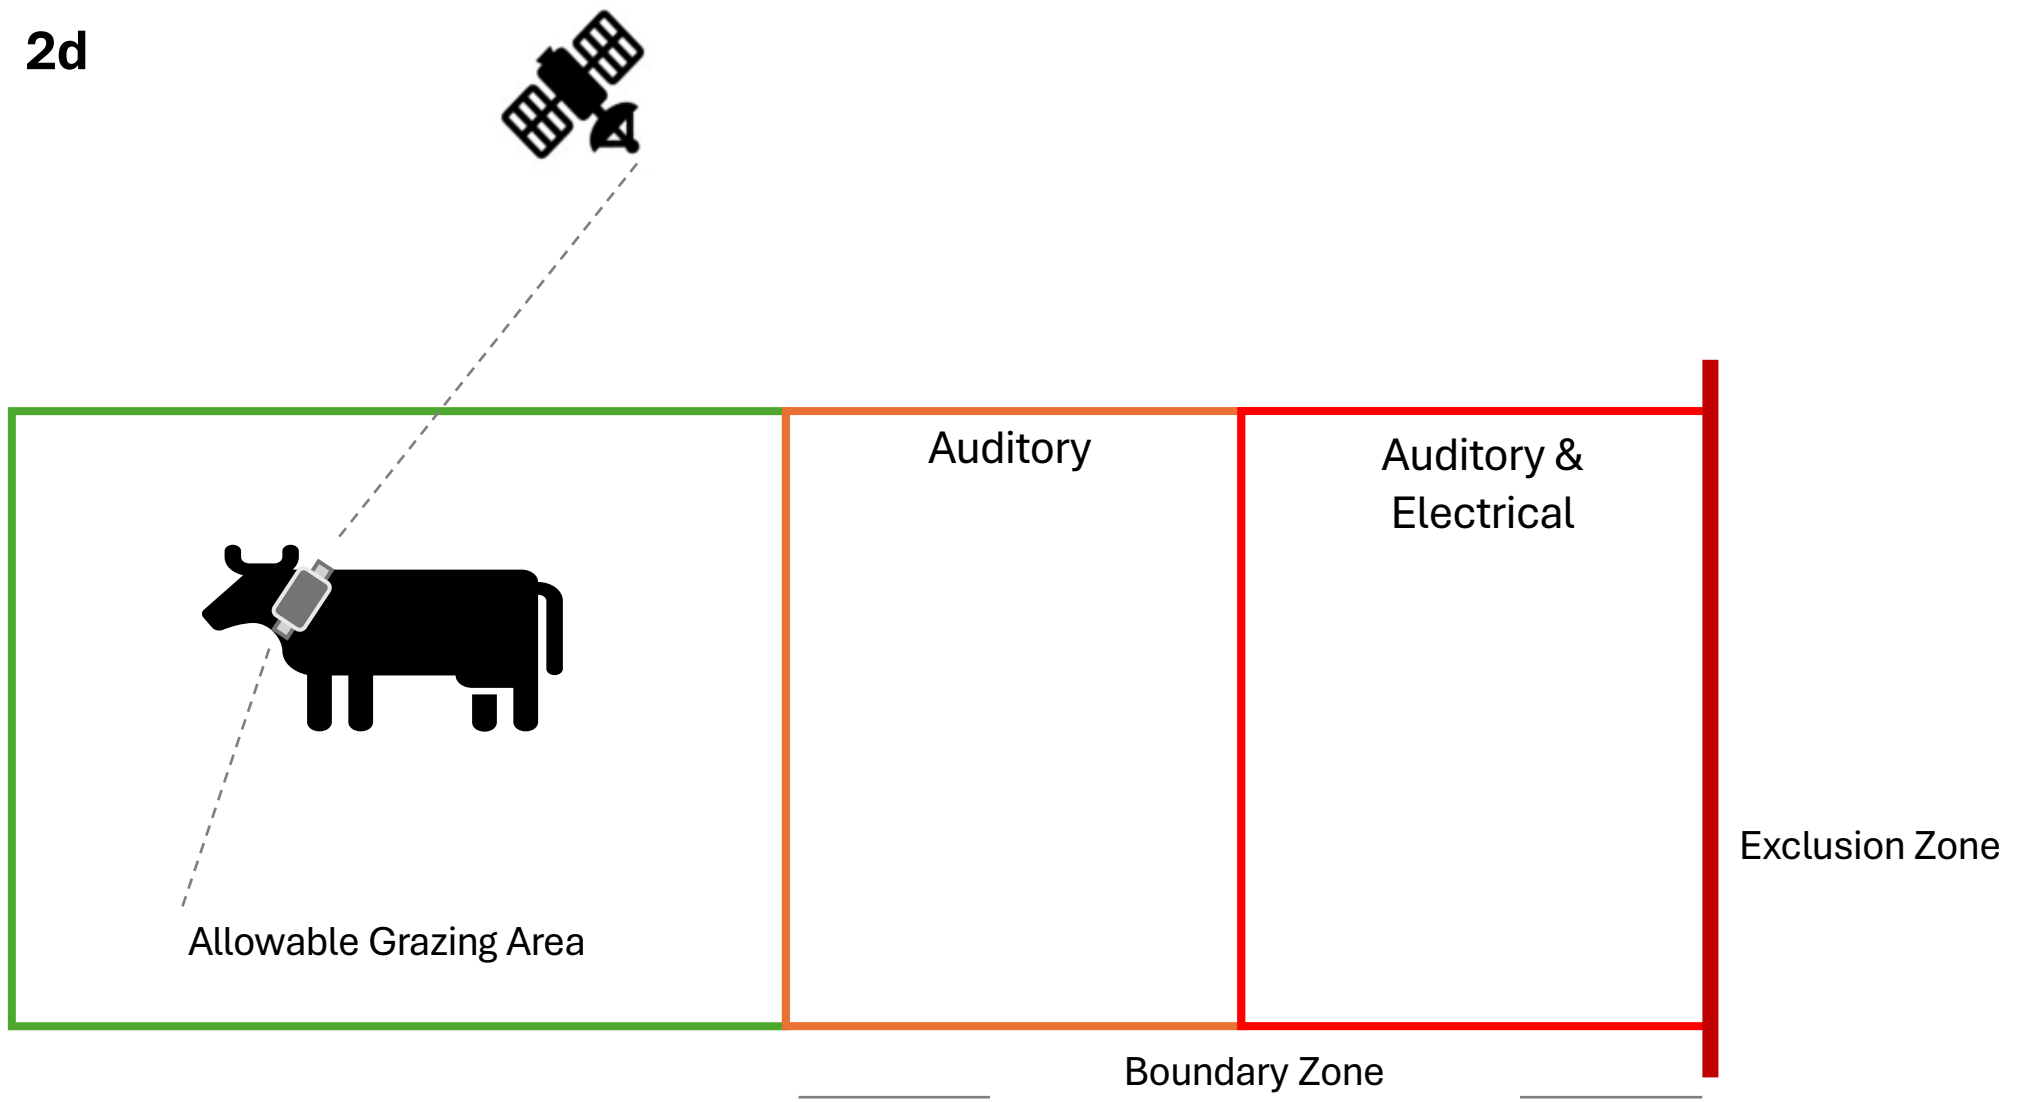 2d
Auditory
Auditory &
Electrical
Exclusion Zone
Allowable Grazing Area
Boundary Zone